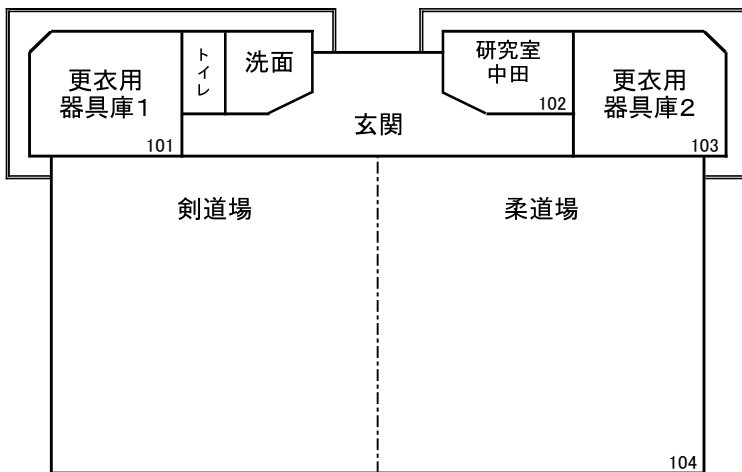 更衣用
器具庫1
101
トイレ
洗面
研究室
中田
102
更衣用
器具庫2
103
玄関
剣道場
柔道場
104